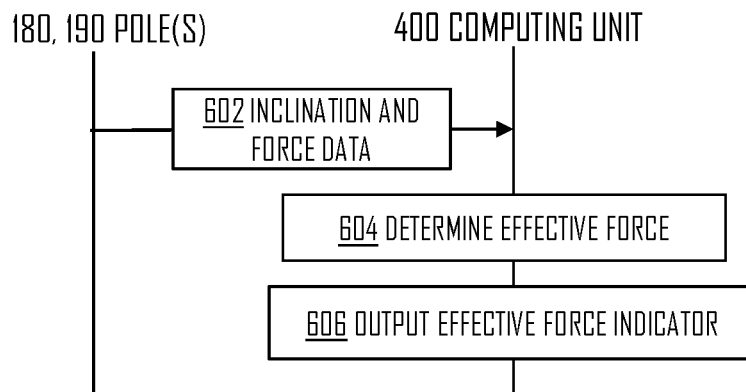 180, 190 POLE(S)
400 COMPUTING UNIT
602 INCLINATION AND
FORCE DATA
604 DETERMINE EFFECTIVE FORCE
606 OUTPUT EFFECTIVE FORCE INDICATOR